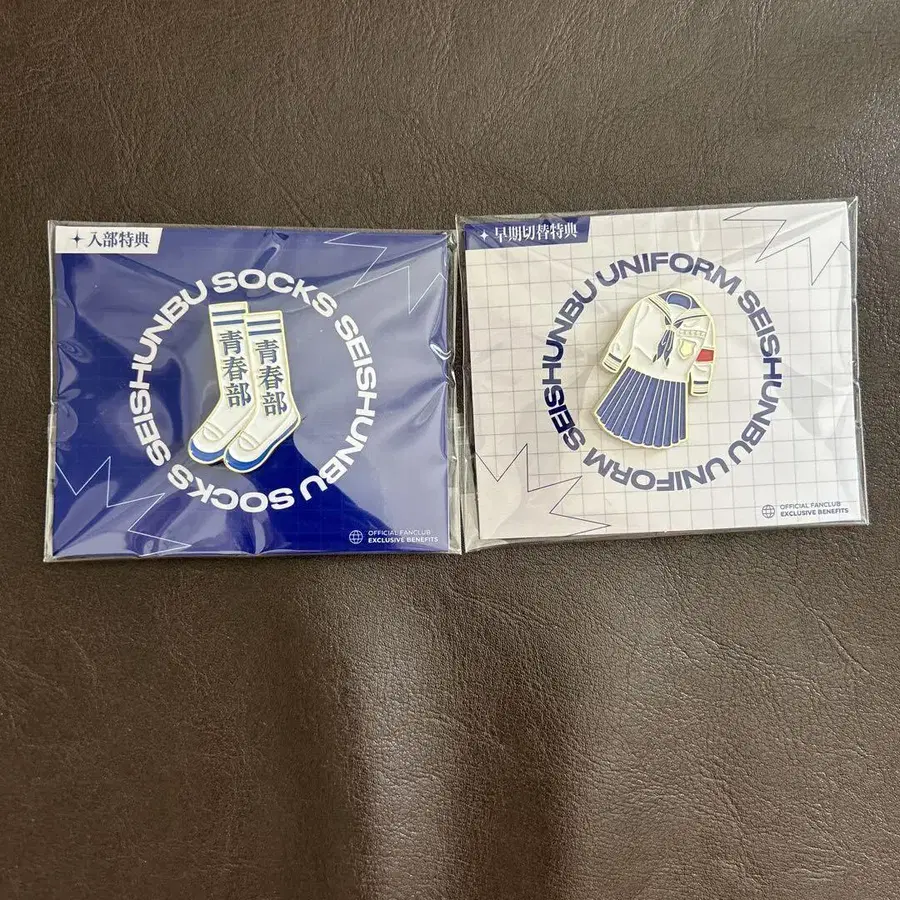 入部特典
SEISHUNBU SOCKS SEISHUNBU SOCKS
青春部
青春部
OFFICIAL FANCLUB
EXCLUSIVE BENEFITS
早期切替特典
SEISHUNBU UNIFORM SEISHUNBU UNIFORM
OFFICIAL FANCLUB
EXCLUSIVE BENEFITS